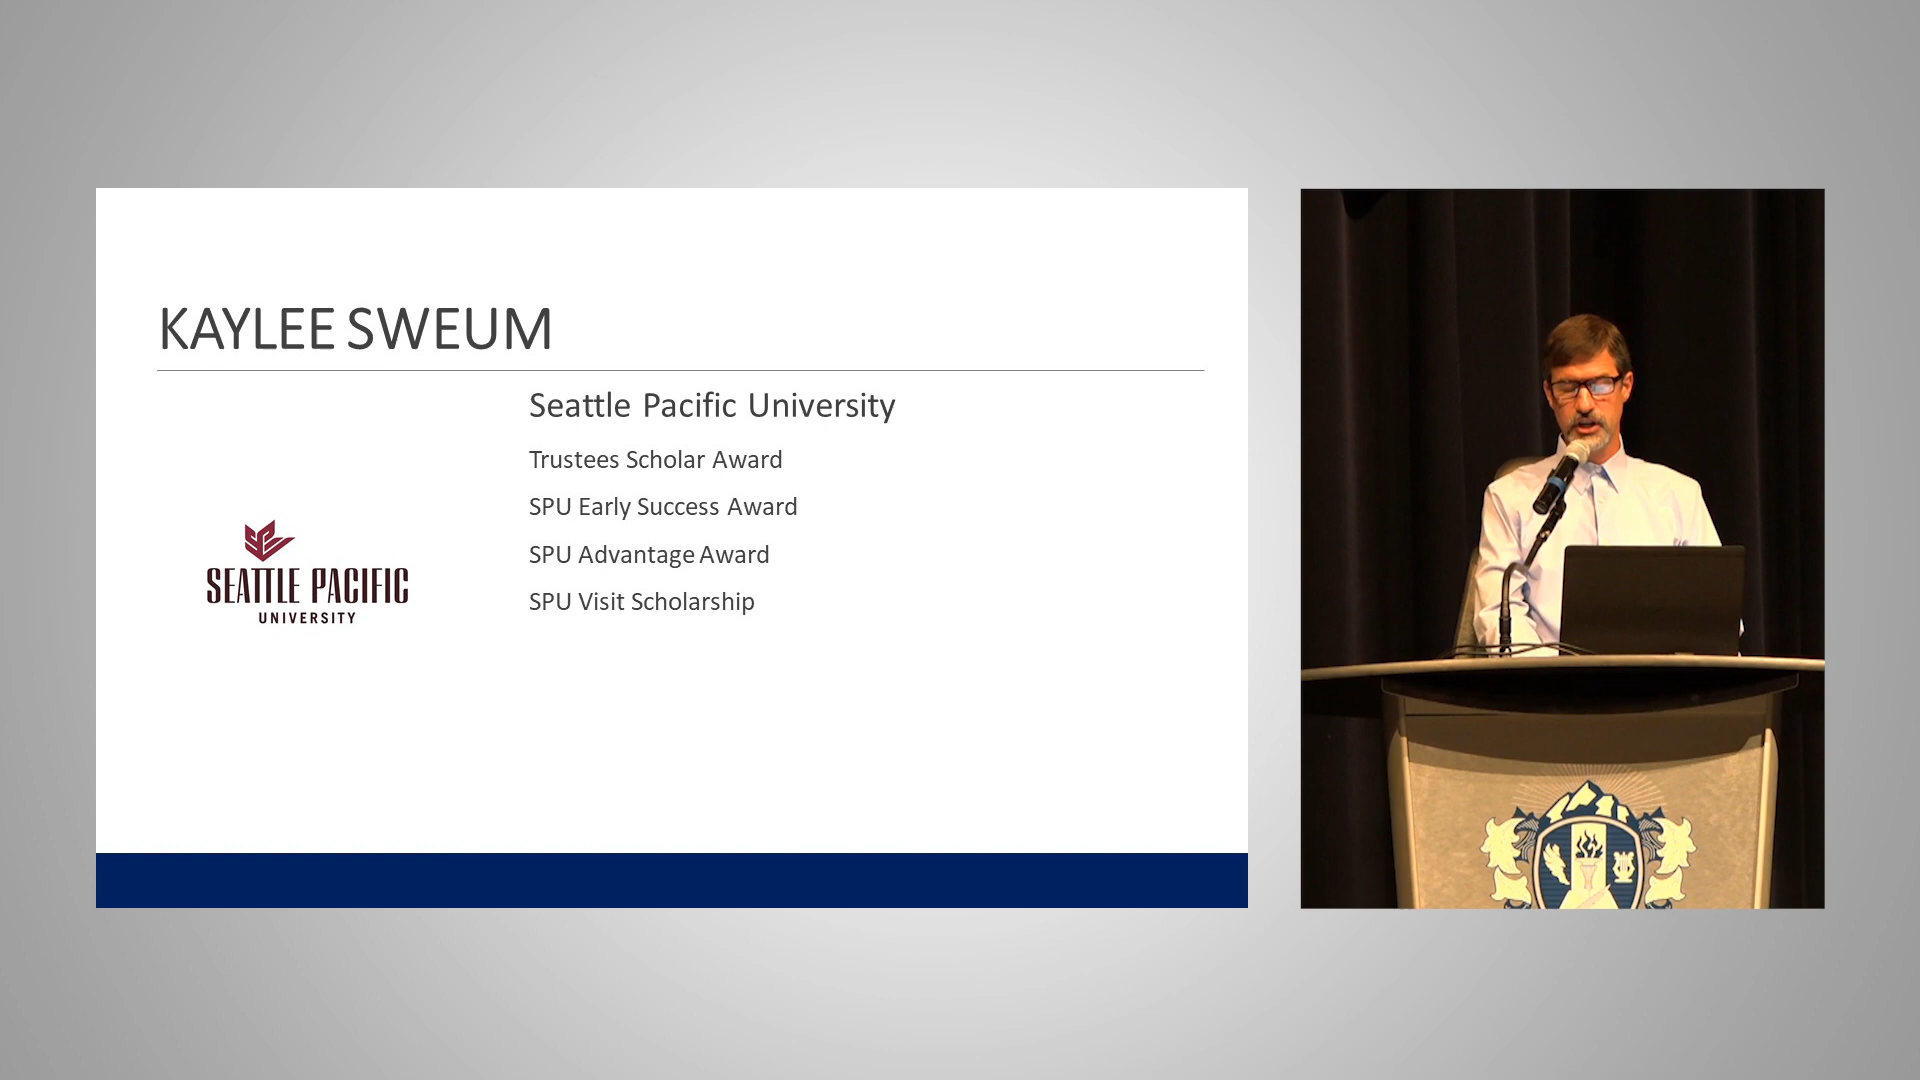 KAYLEE SWEUM
Seattle Pacific University
Trustees Scholar Award
SPU Early Success Award
SPU Advantage Award
SPU Visit Scholarship
SEATTLE PACIFIC
UNIVERSITY